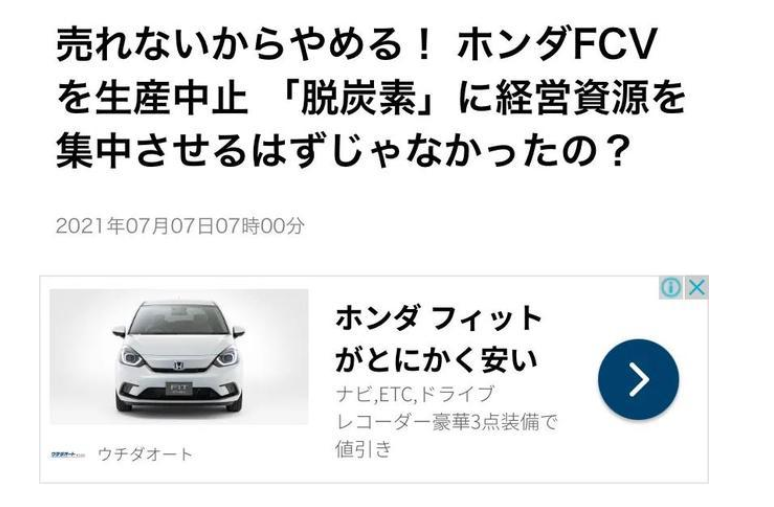 売れないからやめる！ ホンダFCV
を生産中止 「脱炭素」に経営資源を
集中させるはずじゃなかったの？
2021年07月07日07時00分
ホンダ フィット
がとにかく安い
ナビ,ETC,ドライブ
レコーダー豪華3点装備で
値引き
FIT
ウチダオート